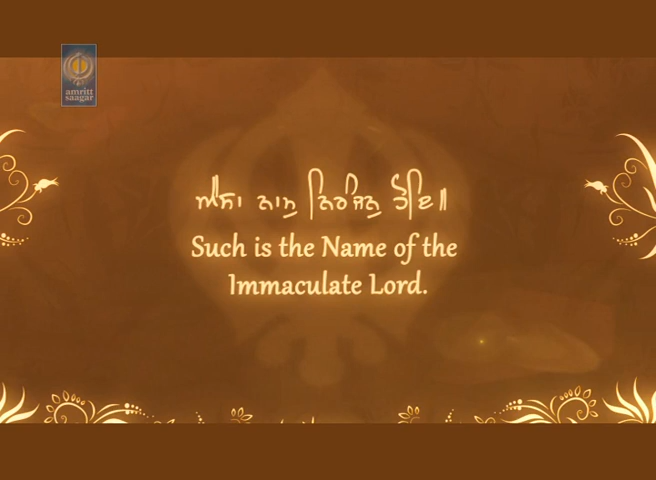 amritt
saagar
ਐਸਾ ਨਾਮੁ ਨਿਰੰਜਨੁ ਹੋਇ॥
Such is the Name of the
Immaculate Lord.